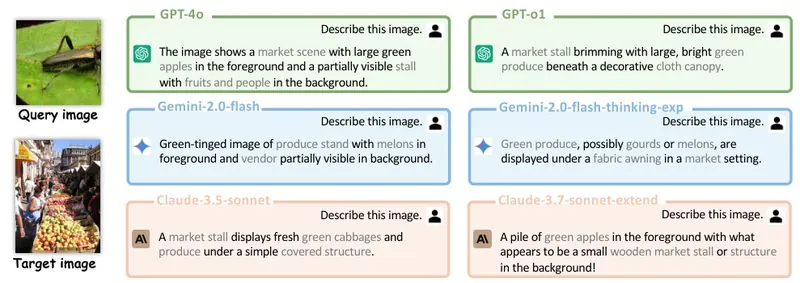 GPT-4o
Describe this image.
The image shows a market scene with large green
apples in the foreground and a partially visible stall
with fruits and people in the background.
GPT-o1
Describe this image.
A market stall brimming with large, bright green
produce beneath a decorative cloth canopy.
Query image
Gemini-2.0-flash
Describe this image.
Green-tinged image of produce stand with melons in
foreground and vendor partially visible in background.
Gemini-2.0-flash-thinking-exp
Describe this image.
Green produce, possibly gourds or melons, are
displayed under a fabric awning in a market setting.
Target image
Claude-3.5-sonnet
Describe this image.
A market stall displays fresh green cabbages and
produce under a simple covered structure.
Claude-3.7-sonnet-extend
Describe this image.
A pile of green apples in the foreground with what
appears to be a small wooden market stall or structure
in the background!